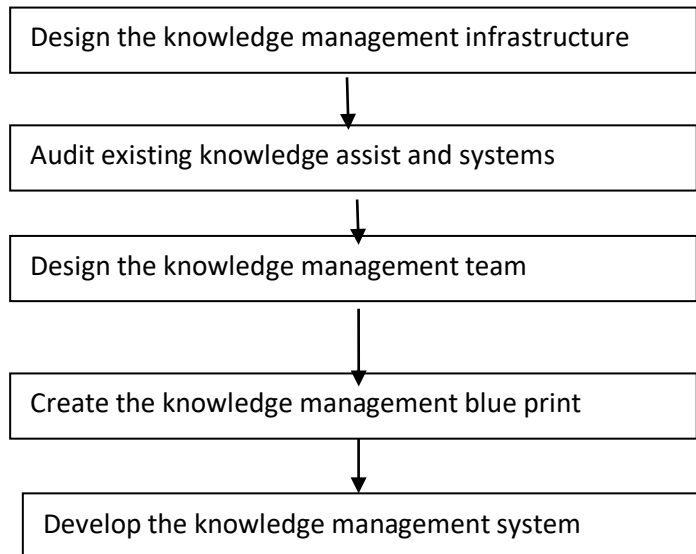 Design the knowledge management infrastructure
Audit existing knowledge assist and systems
Design the knowledge management team
Create the knowledge management blue print
Develop the knowledge management system